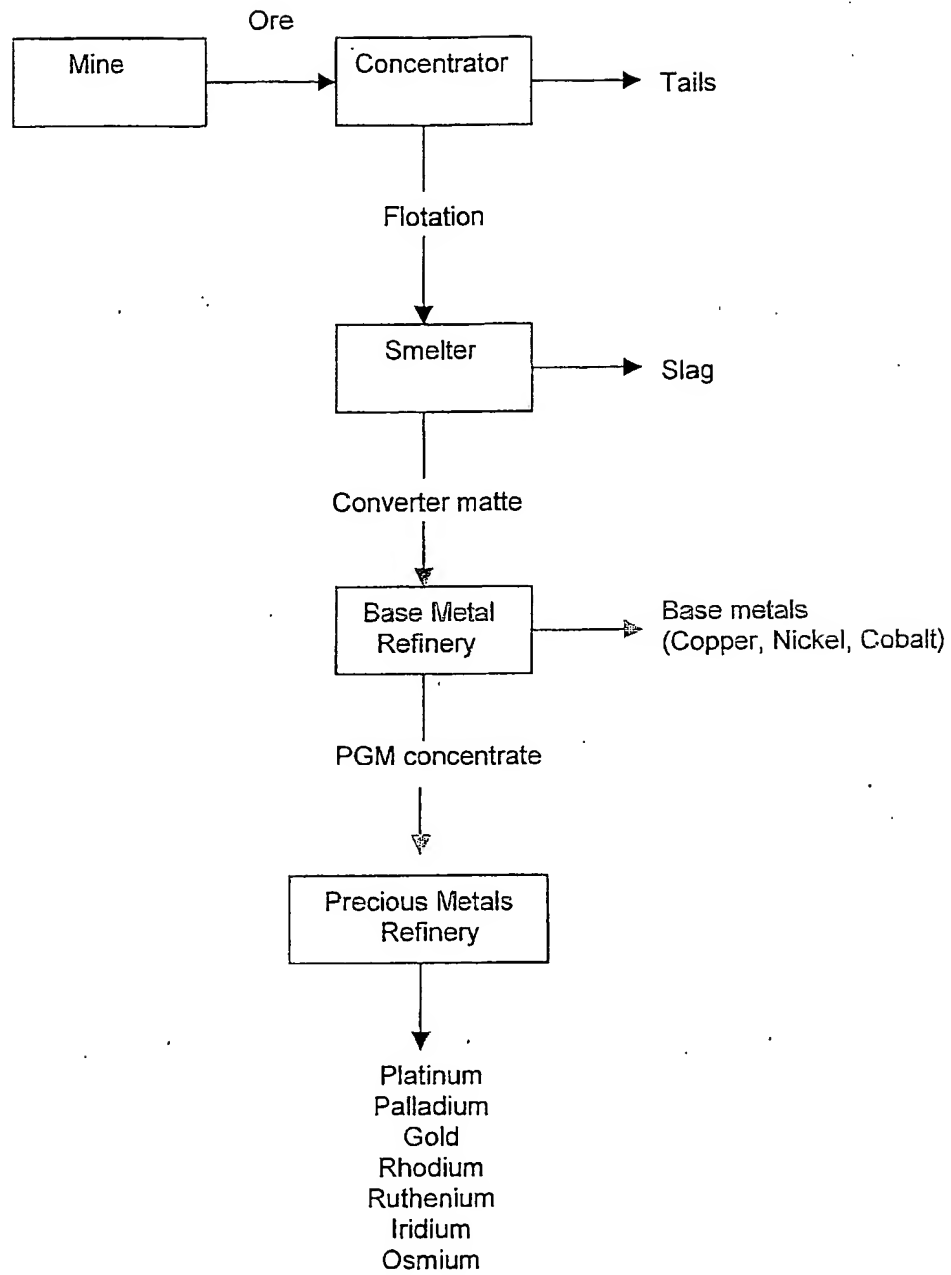 Ore
Mine
Concentrator
Tails
Flotation
Smelter
Slag
Converter matte
Base Metal
Refinery
Base metals
(Copper, Nickel, Cobalt)
PGM concentrate
Precious Metals
Refinery
Platinum
Palladium
Gold
Rhodium
Ruthenium
Iridium
Osmium